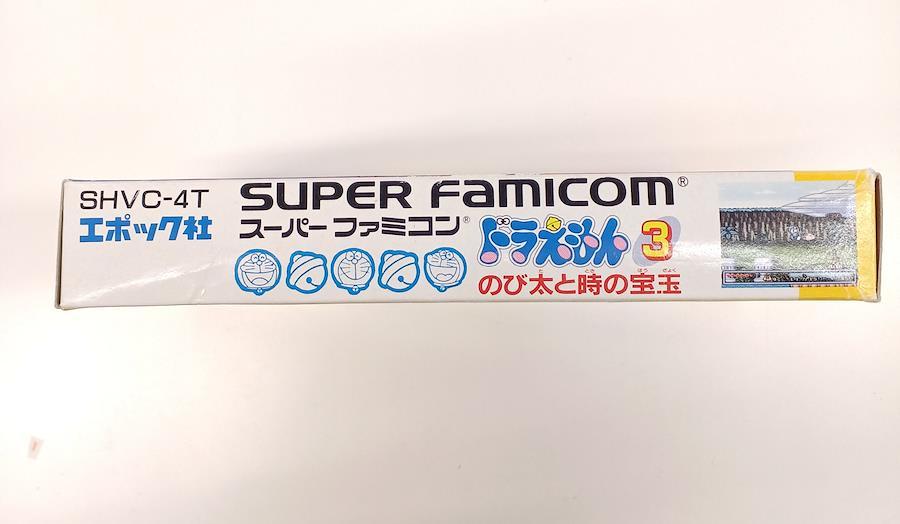 SHVC-4T
エポック社
SUPER FAMICOM®
スーパーファミコン®
ドラえもん3
のび太と時の宝玉